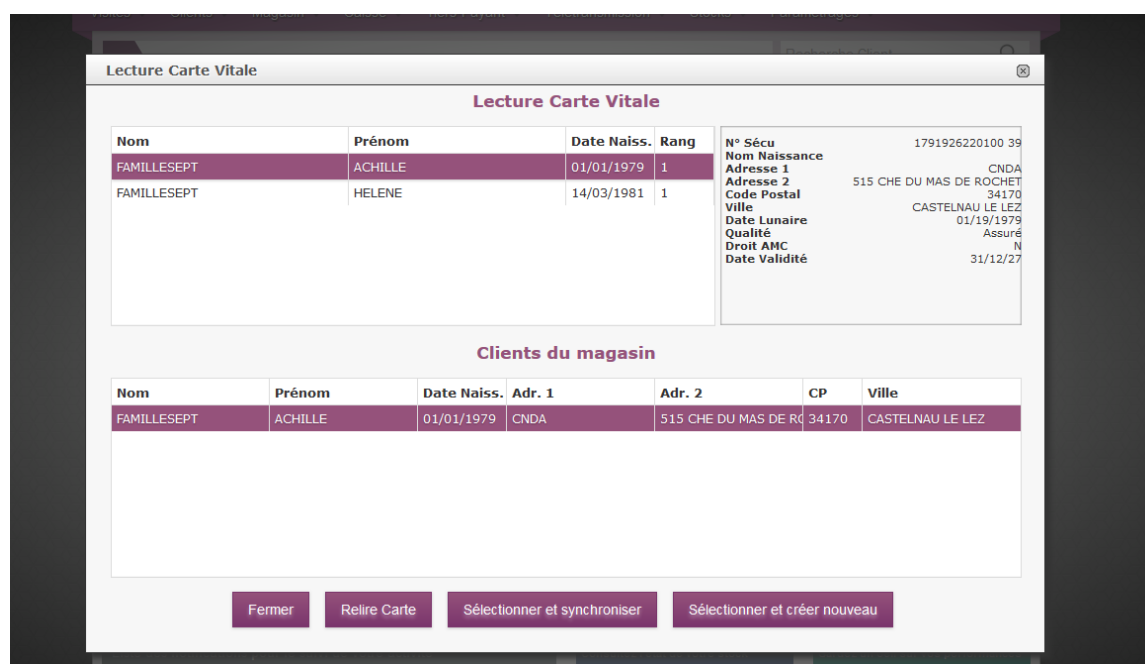 Lecture Carte Vitale
Lecture Carte Vitale
Nom Prénom Date Naiss. Rang
FAMILLESEPT ACHILLE 01/01/1979 1
FAMILLESEPT HELENE 14/03/1981 1
N° Sécu 1791926220100 39
Nom Naissance
Adresse 1 CNDA
Adresse 2 515 CHE DU MAS DE ROCHET
Code Postal 34170
Ville CASTELNAU LE LEZ
Date Lunaire 01/19/1979
Qualité Assuré
Droit AMC N
Date Validité 31/12/27
Clients du magasin
Nom Prénom Date Naiss. Adr. 1 Adr. 2 CP Ville
FAMILLESEPT ACHILLE 01/01/1979 CNDA 515 CHE DU MAS DE RO 34170 CASTELNAU LE LEZ
Fermer Relire Carte Sélectionner et synchroniser Sélectionner et créer nouveau